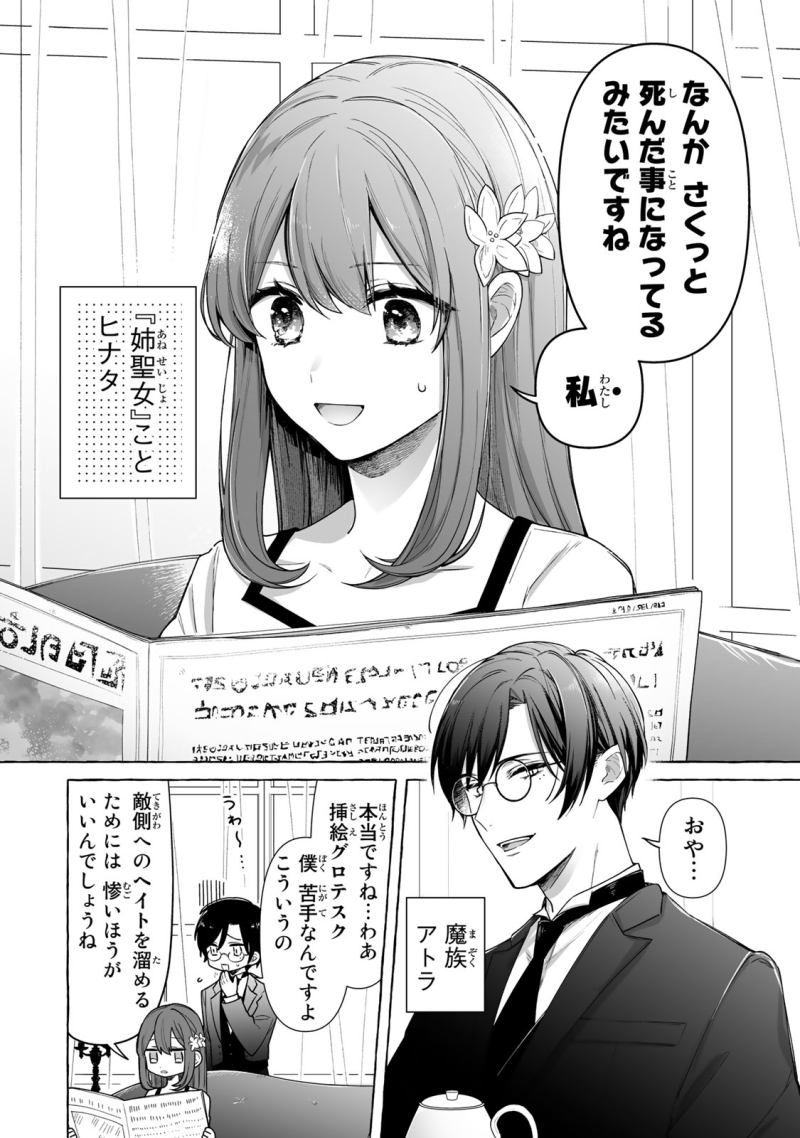 なんか さくっと
死んだ事になってる
みたいですね
私・
『姉聖女』こと
ヒナタ
おや…
魔族
アトラ
本当ですね…わあ
挿絵グロテスク
僕 苦手なんですよ
こういうの
うわ〜…
敵側へのヘイトを溜める
ためには 惨いほうが
いいんでしょうね